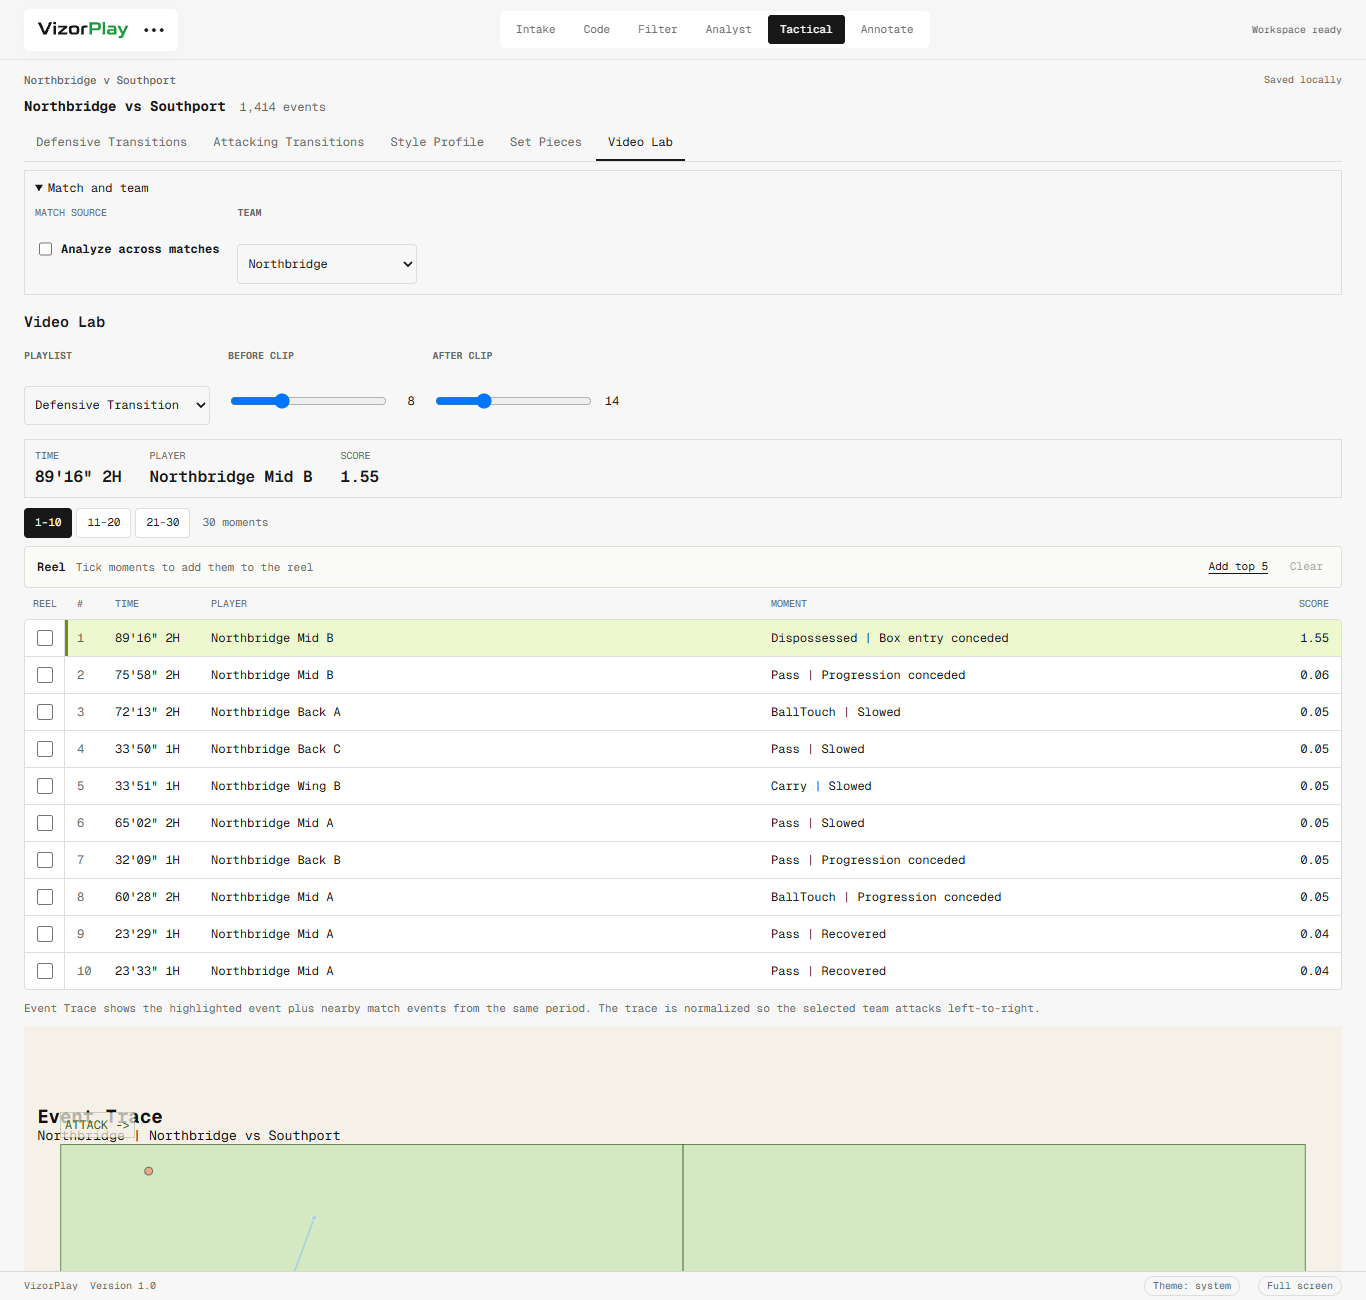 VizorPlay •••
Intake Code Filter Analyst Tactical Annotate
Workspace ready
Northbridge v Southport
Saved locally
Northbridge vs Southport 1,414 events
Defensive Transitions Attacking Transitions Style Profile Set Pieces Video Lab
▼ Match and team
MATCH SOURCE TEAM
Analyze across matches Northbridge
Video Lab
PLAYLIST BEFORE CLIP AFTER CLIP
Defensive Transition 8 14
TIME PLAYER SCORE
89'16" 2H Northbridge Mid B 1.55
1-10 11-20 21-30 30 moments
Reel Tick moments to add them to the reel Add top 5 Clear
REEL # TIME PLAYER MOMENT SCORE
1 89'16" 2H Northbridge Mid B Dispossessed | Box entry conceded 1.55
2 75'58" 2H Northbridge Mid B Pass | Progression conceded 0.06
3 72'13" 2H Northbridge Back A BallTouch | Slowed 0.05
4 33'50" 1H Northbridge Back C Pass | Slowed 0.05
5 33'51" 1H Northbridge Wing B Carry | Slowed 0.05
6 65'02" 2H Northbridge Mid A Pass | Slowed 0.05
7 32'09" 1H Northbridge Back B Pass | Progression conceded 0.05
8 60'28" 2H Northbridge Mid A BallTouch | Progression conceded 0.05
9 23'29" 1H Northbridge Mid A Pass | Recovered 0.04
10 23'33" 1H Northbridge Mid A Pass | Recovered 0.04
Event Trace shows the highlighted event plus nearby match events from the same period. The trace is normalized so the selected team attacks left-to-right.
Event Trace
ATTACK ->
Northbridge | Northbridge vs Southport
VizorPlay Version 1.0 Theme: system Full screen